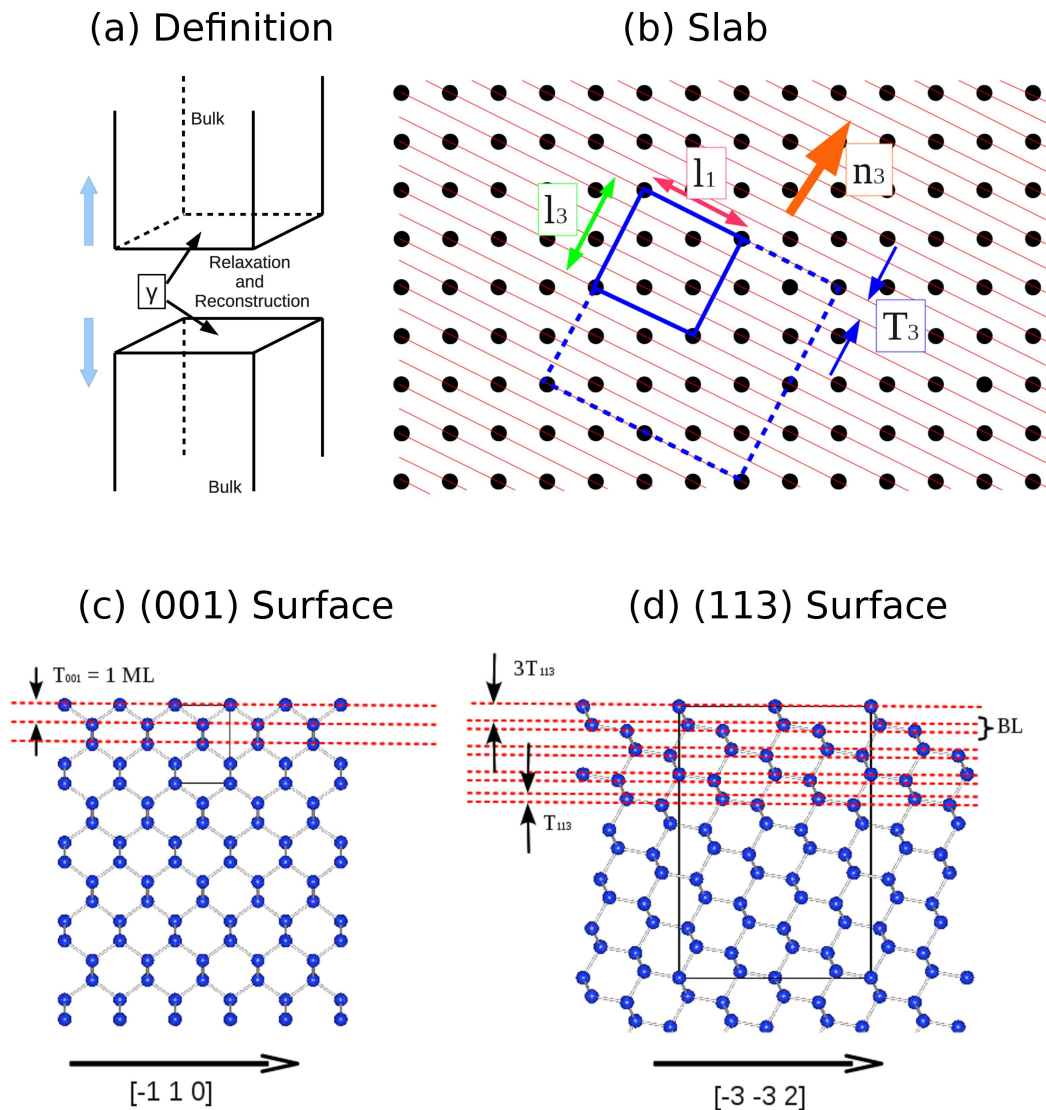 (a) Definition
(b) Slab
Bulk
γ
Relaxation
and
Reconstruction
Bulk
l₁
l₃
n₃
T₃
(c) (001) Surface
(d) (113) Surface
T₀₀₁ = 1 ML
3T₁₁₃
BL
T₁₁₃
[-1 1 0]
[-3 -3 2]